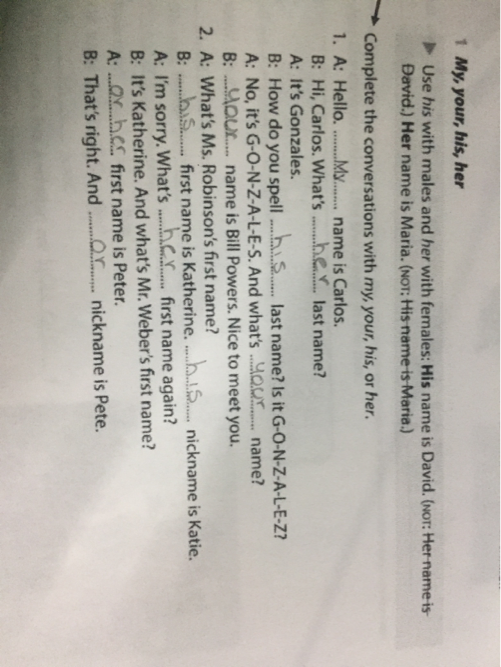 1 My, your, his, her
▶ Use his with males and her with females: His name is David. (NOT: Her name is
David.) Her name is Maria. (NOT: His name is Maria.)
→ Complete the conversations with my, your, his, or her.
1. A: Hello. My name is Carlos.
B: Hi, Carlos. What's her last name?
A: It's Gonzales.
B: How do you spell his last name? Is it G-O-N-Z-A-L-E-Z?
A: No, it's G-O-N-Z-A-L-E-S. And what's your name?
B: your name is Bill Powers. Nice to meet you.
2. A: What's Ms. Robinson's first name?
B: his first name is Katherine. his nickname is Katie.
A: I'm sorry. What's her first name again?
B: It's Katherine. And what's Mr. Weber's first name?
A: or her first name is Peter.
B: That's right. And or nickname is Pete.